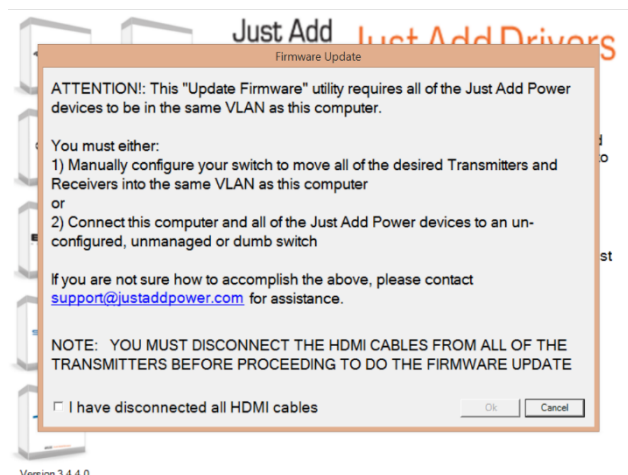 Just Add
Just Add Drivers
Firmware Update
ATTENTION!: This "Update Firmware" utility requires all of the Just Add Power
devices to be in the same VLAN as this computer.
You must either:
1) Manually configure your switch to move all of the desired Transmitters and
Receivers into the same VLAN as this computer
or
2) Connect this computer and all of the Just Add Power devices to an un-
configured, unmanaged or dumb switch
If you are not sure how to accomplish the above, please contact
support@justaddpower.com for assistance.
NOTE: YOU MUST DISCONNECT THE HDMI CABLES FROM ALL OF THE
TRANSMITTERS BEFORE PROCEEDING TO DO THE FIRMWARE UPDATE
I have disconnected all HDMI cables
Ok Cancel
Version 3.4.4.0